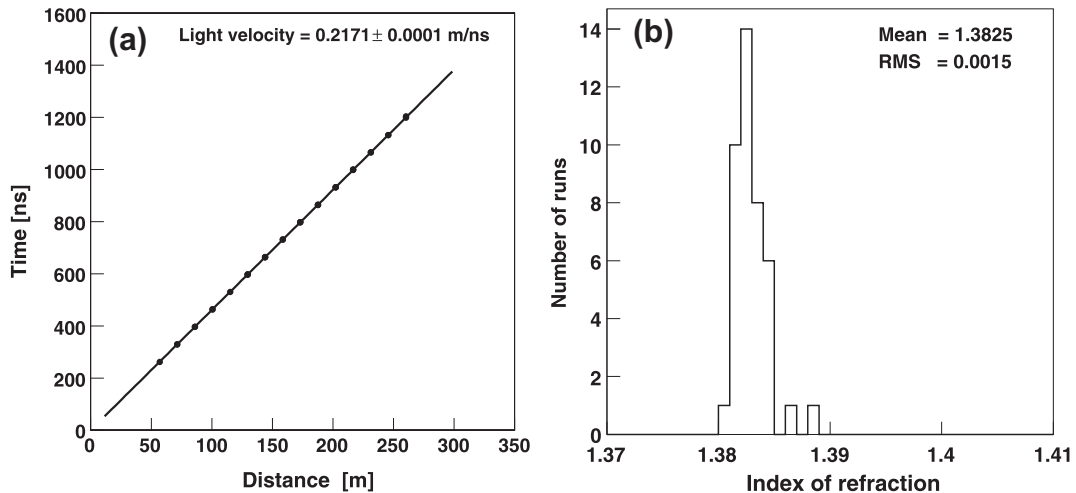 (a)
Light velocity = 0.2171± 0.0001 m/ns
1600
1400
1200
1000
800
600
400
200
0
Time [ns]
0 50 100 150 200 250 300 350
Distance [m]
(b)
Mean = 1.3825
RMS = 0.0015
14
12
10
8
6
4
2
0
Number of runs
1.37 1.38 1.39 1.4 1.41
Index of refraction